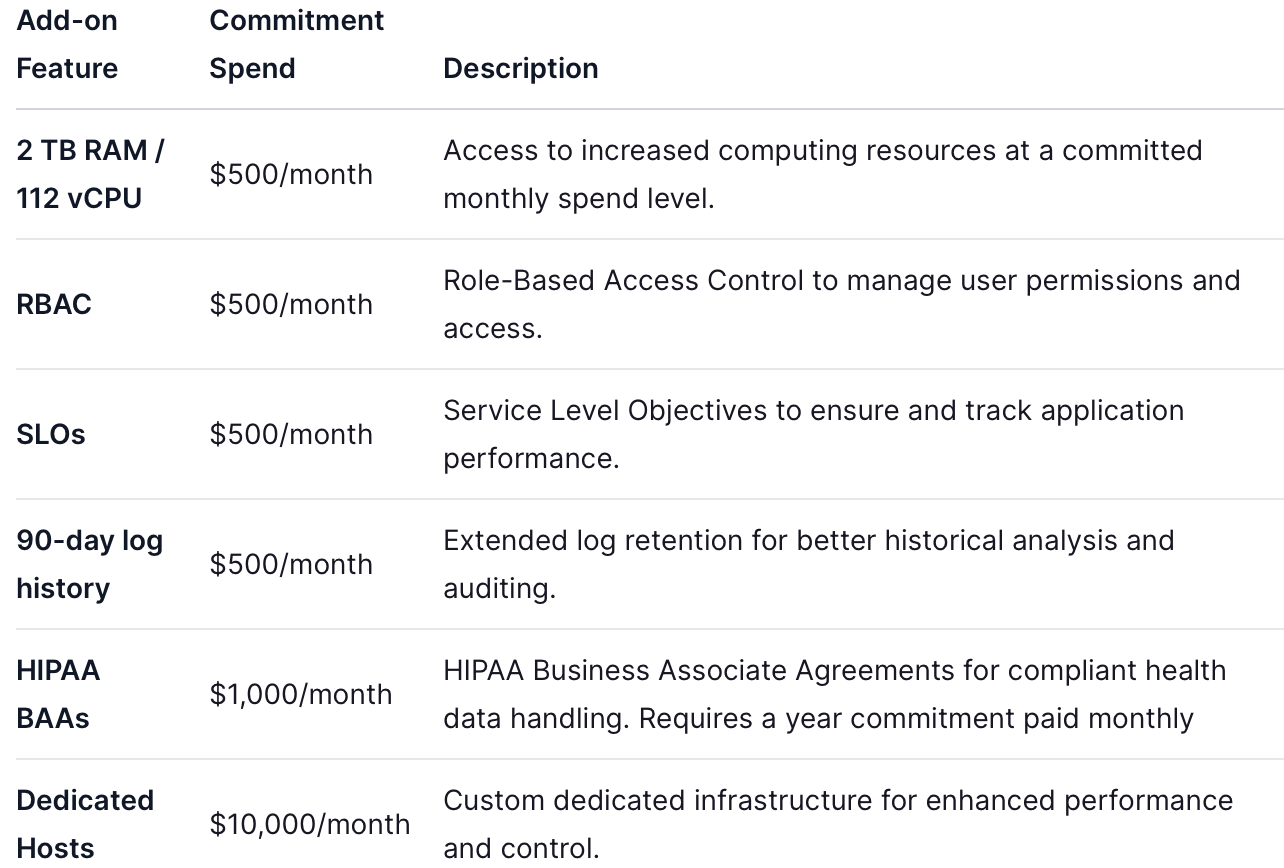 Add-on Feature	Commitment Spend	Description
2 TB RAM / 112 vCPU	$500/month	Access to increased computing resources at a committed monthly spend level.
RBAC	$500/month	Role-Based Access Control to manage user permissions and access.
SLOs	$500/month	Service Level Objectives to ensure and track application performance.
90-day log history	$500/month	Extended log retention for better historical analysis and auditing.
HIPAA BAAs	$1,000/month	HIPAA Business Associate Agreements for compliant health data handling. Requires a year commitment paid monthly
Dedicated Hosts	$10,000/month	Custom dedicated infrastructure for enhanced performance and control.